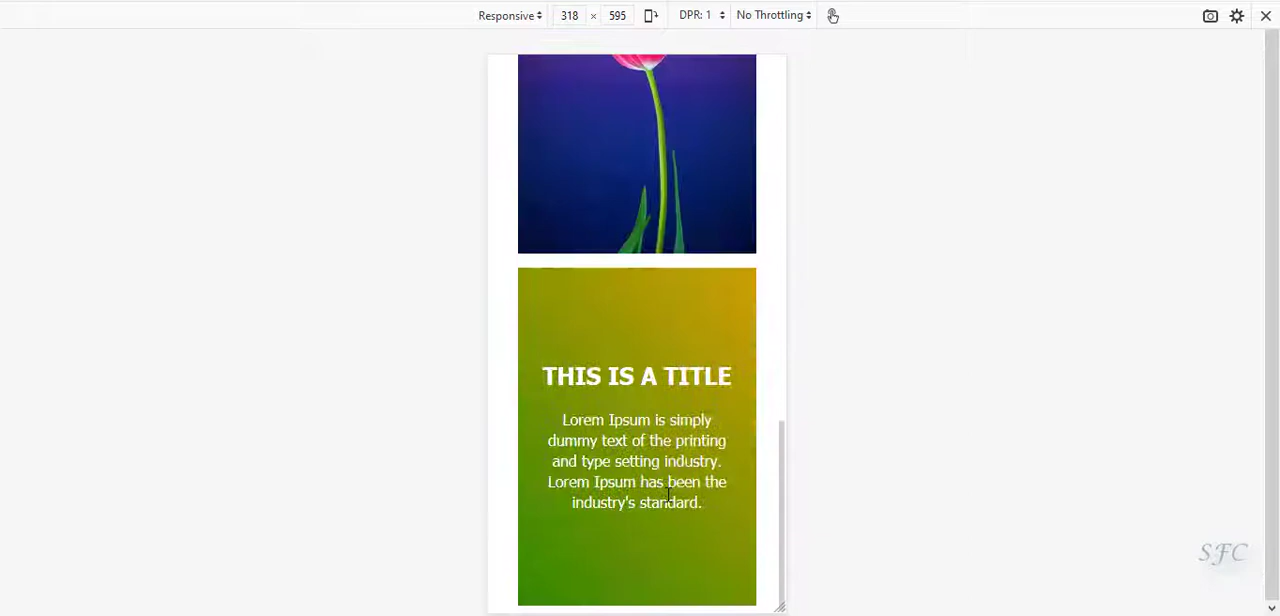 Responsive 318 × 595 DPR: 1 No Throttling
THIS IS A TITLE
Lorem Ipsum is simply
dummy text of the printing
and type setting industry.
Lorem Ipsum has been the
industry's standard.
SFC